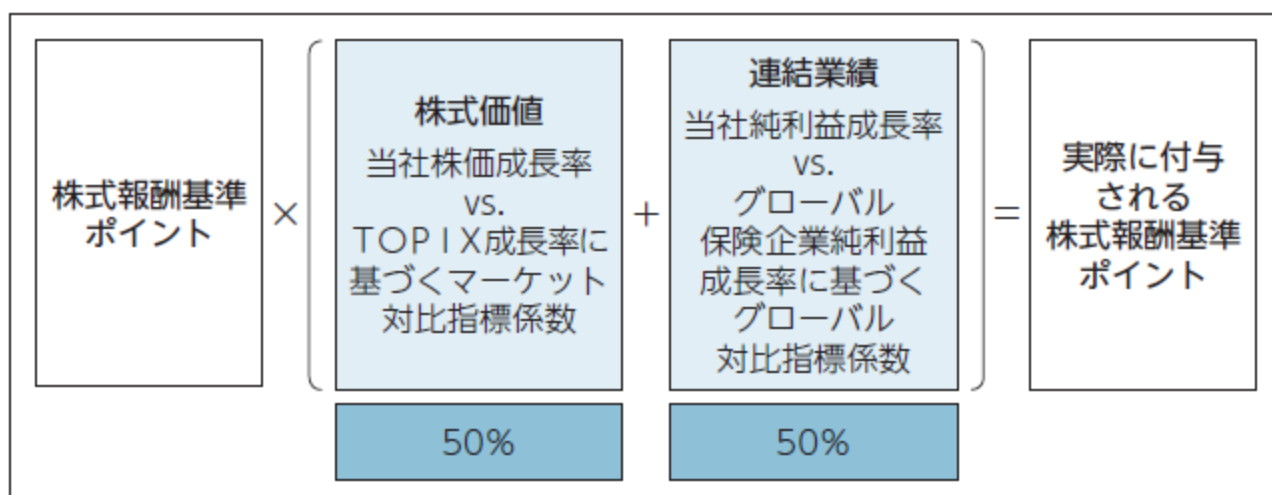 株式報酬基準
ポイント
×
株式価値
当社株価成長率
vs.
ＴＯＰＩＸ成長率に
基づくマーケット
対比指標係数
50%
+
連結業績
当社純利益成長率
vs.
グローバル
保険企業純利益
成長率に基づく
グローバル
対比指標係数
50%
=
実際に付与
される
株式報酬基準
ポイント